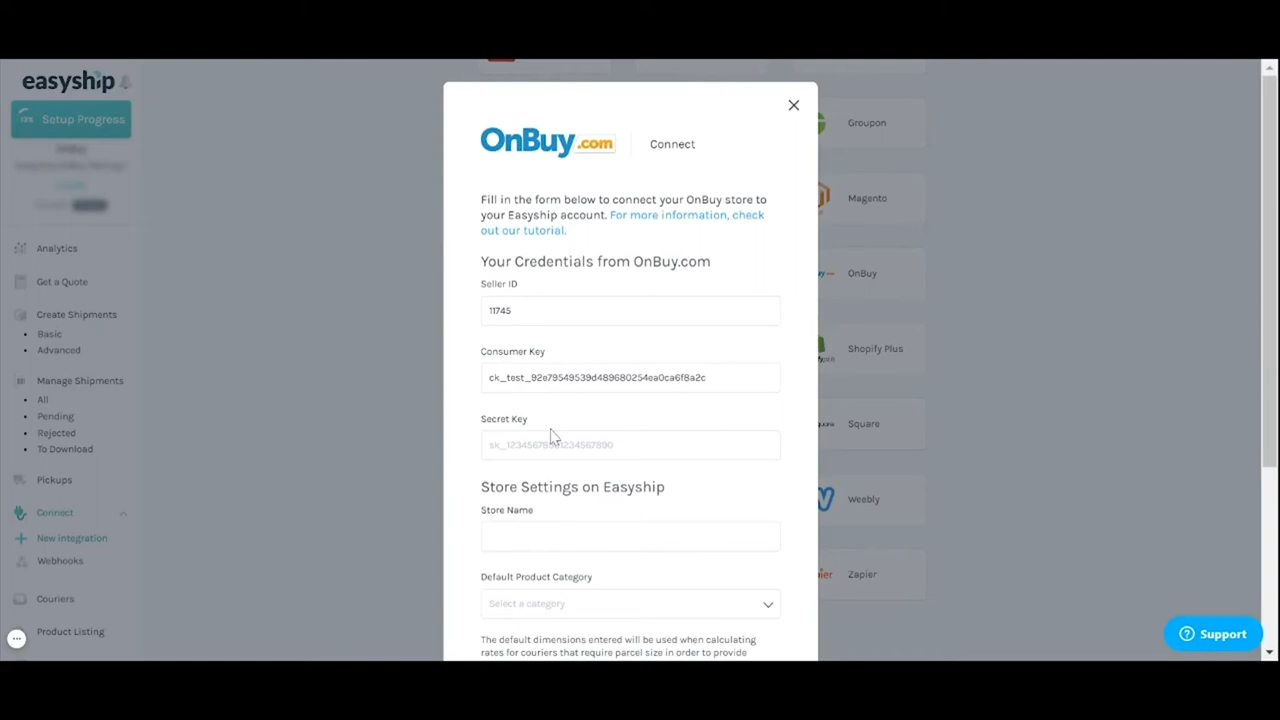 easyship
13%
Setup Progress
OnBuy
Analytics
Get a Quote
Create Shipments
Basic
Advanced
Manage Shipments
All
Pending
Rejected
To Download
Pickups
Connect
New integration
Webhooks
Couriers
Product Listing
OnBuy.com
Connect
Fill in the form below to connect your OnBuy store to
your Easyship account. For more information, check
out our tutorial.
Your Credentials from OnBuy.com
Seller ID
11745
Consumer Key
ck_test_92e79549539d489680254ea0ca6f8a2c
Secret Key
Store Settings on Easyship
Store Name
Default Product Category
Select a category
The default dimensions entered will be used when calculating
rates for couriers that require parcel size in order to provide
Groupon
Magento
OnBuy
Shopify Plus
Square
Weebly
Zapier
Support